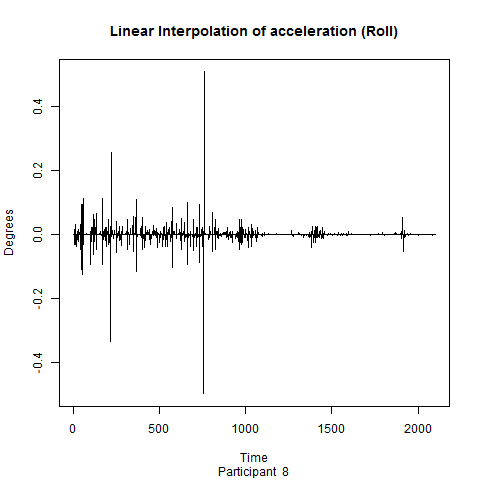 Linear Interpolation of acceleration (Roll)
Degrees
0.4
0.2
0.0
-0.2
-0.4
0 500 1000 1500 2000
Time
Participant 8